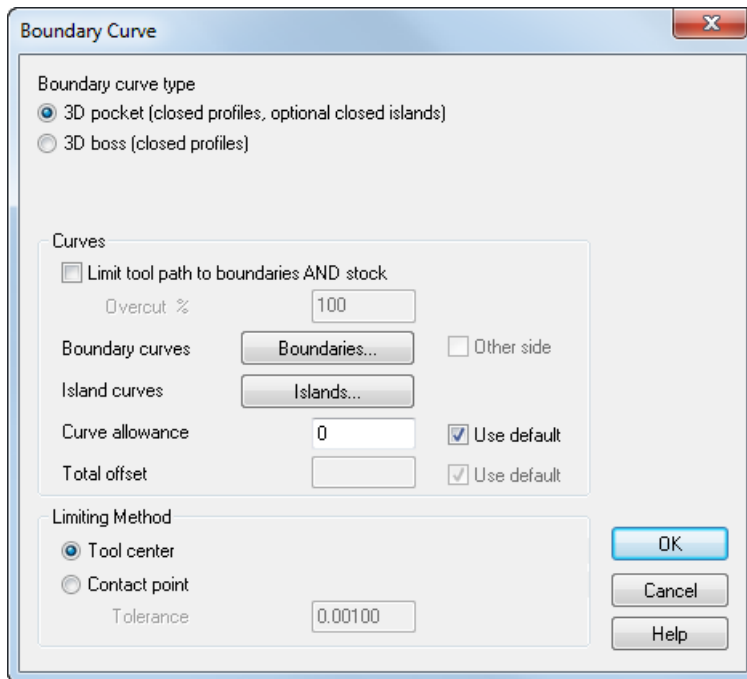 Boundary Curve
Boundary curve type
3D pocket (closed profiles, optional closed islands)
3D boss (closed profiles)
Curves
Limit tool path to boundaries AND stock
Overcut % 100
Boundary curves Boundaries... Other side
Island curves Islands...
Curve allowance 0 Use default
Total offset Use default
Limiting Method
Tool center
OK
Contact point
Cancel
Tolerance 0.00100
Help